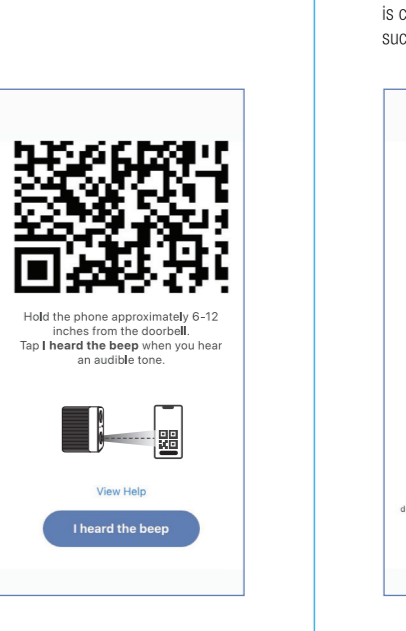 Hold the phone approximately 6-12
inches from the doorbell.
Tap I heard the beep when you hear
an audible tone.
View Help
I heard the beep
is c
suc
d